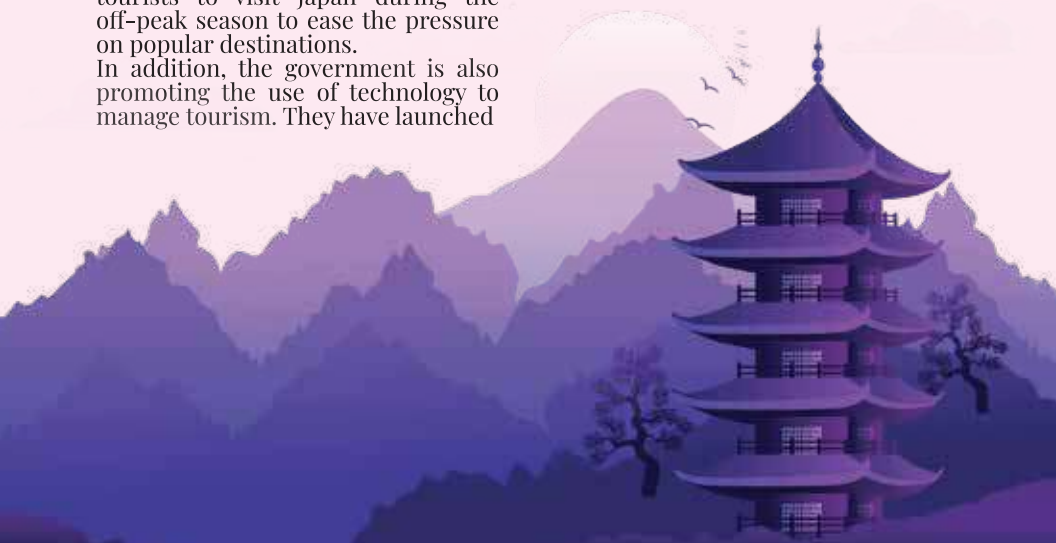 tourists to visit Japan during the
off-peak season to ease the pressure
on popular destinations.
In addition, the government is also
promoting the use of technology to
manage tourism. They have launched